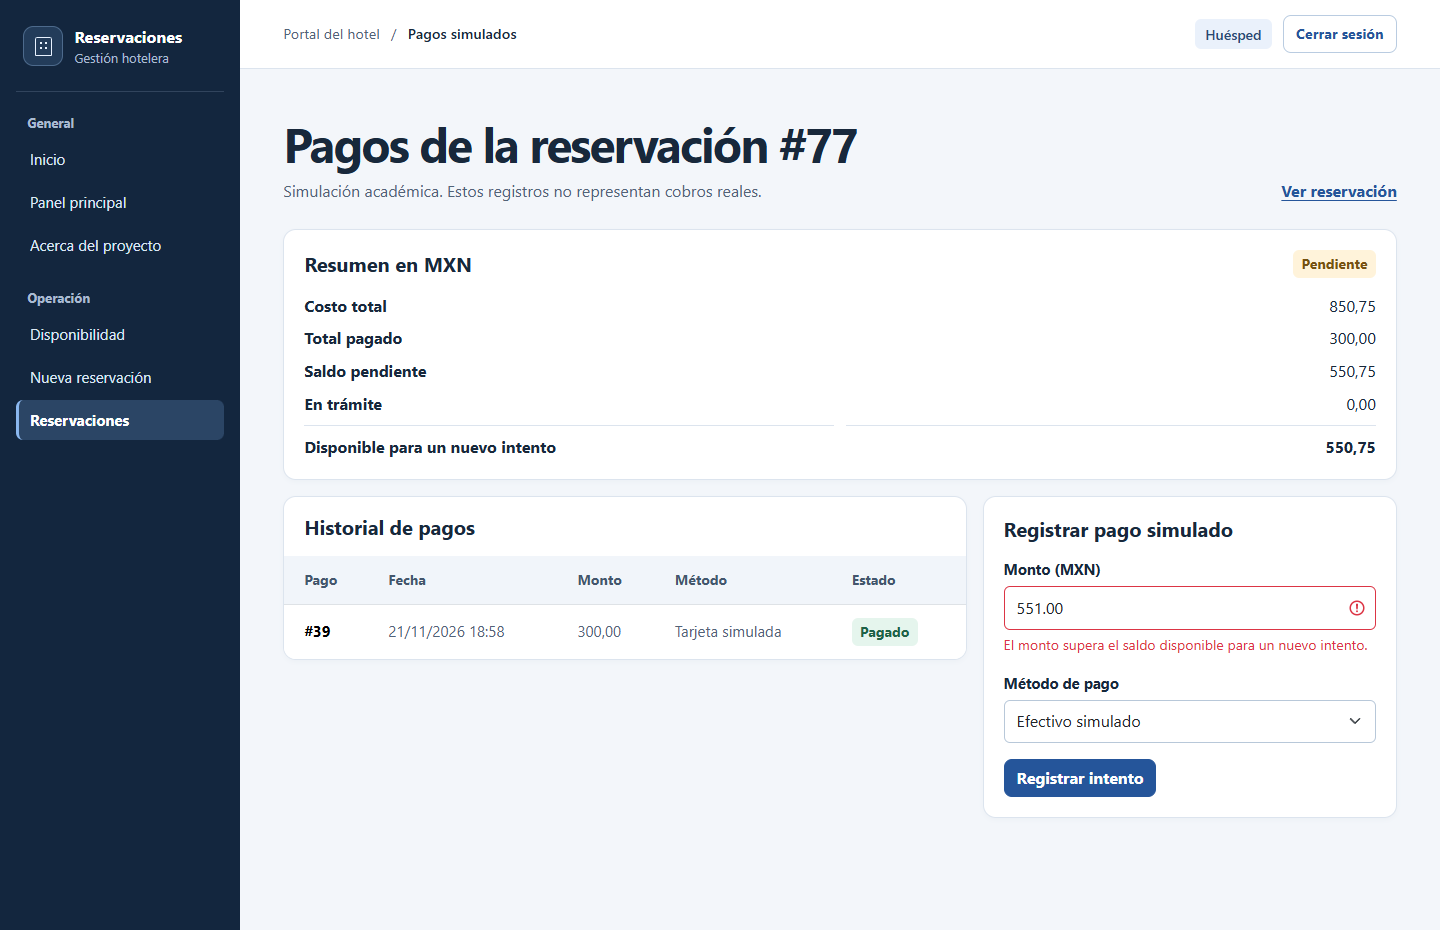 Reservaciones
Gestión hotelera
General
Inicio
Panel principal
Acerca del proyecto
Operación
Disponibilidad
Nueva reservación
Reservaciones
Portal del hotel / Pagos simulados
Huésped
Cerrar sesión
Pagos de la reservación #77
Simulación académica. Estos registros no representan cobros reales.
Ver reservación
Resumen en MXN
Pendiente
Costo total 850,75
Total pagado 300,00
Saldo pendiente 550,75
En trámite 0,00
Disponible para un nuevo intento 550,75
Historial de pagos
Pago Fecha Monto Método Estado
#39 21/11/2026 18:58 300,00 Tarjeta simulada Pagado
Registrar pago simulado
Monto (MXN)
551.00
El monto supera el saldo disponible para un nuevo intento.
Método de pago
Efectivo simulado
Registrar intento